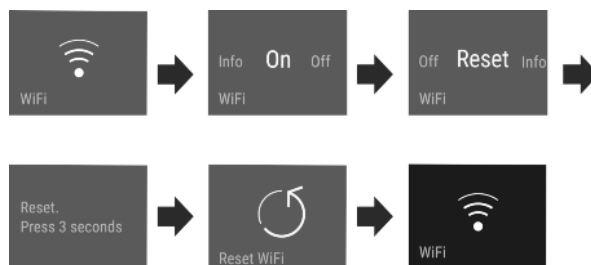 WiFi
Info On Off
WiFi
Off Reset Info
WiFi
Reset.
Press 3 seconds
Reset WiFi
WiFi